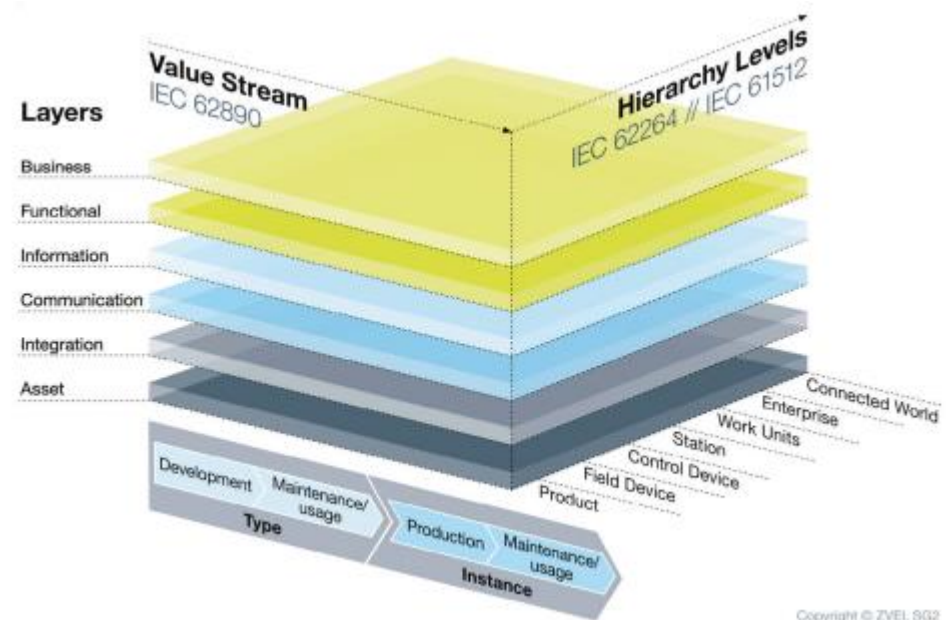 Value Stream
IEC 62890
Hierarchy Levels
IEC 62264 // IEC 61512
Layers
Business
Functional
Information
Communication
Integration
Asset
Connected World
Enterprise
Work Units
Station
Control Device
Field Device
Product
Development
Maintenance/
usage
Type
Production
Maintenance/
usage
Instance
Copyright © ZVEI, SG2